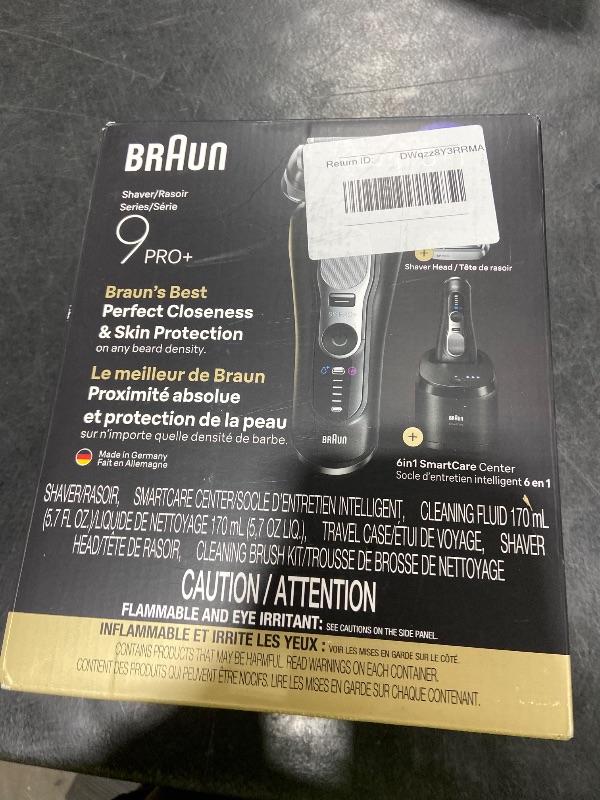 BRAUN
Return ID: DWqzz8Y3RRMA
Shaver/Rasoir
Series/Série
9 PRO+
Shaver Head / Tête de rasoir
Braun's Best
Perfect Closeness
& Skin Protection
on any beard density.
Le meilleur de Braun
Proximité absolue
et protection de la peau
sur n'importe quelle densité de barbe.
Made in Germany
Fait en Allemagne
BRAUN
BRAUN
6in1 SmartCare Center
Socle d'entretien intelligent 6 en 1
SHAVER/RASOIR, SMARTCARE CENTER/SOCLE D'ENTRETIEN INTELLIGENT, CLEANING FLUID 170 mL
(5,7 FL OZ.)/LIQUIDE DE NETTOYAGE 170 mL (5,7 OZ LIQ.), TRAVEL CASE/ÉTUI DE VOYAGE, SHAVER
HEAD/TÊTE DE RASOIR, CLEANING BRUSH KIT/TROUSSE DE BROSSE DE NETTOYAGE
CAUTION / ATTENTION
FLAMMABLE AND EYE IRRITANT: SEE CAUTIONS ON THE SIDE PANEL.
INFLAMMABLE ET IRRITE LES YEUX : VOIR LES MISES EN GARDE SUR LE CÔTÉ.
CONTAINS PRODUCTS THAT MAY BE HARMFUL. READ WARNINGS ON EACH CONTAINER.
CONTIENT DES PRODUITS QUI PEUVENT ÊTRE NOCIFS. LIRE LES MISES EN GARDE SUR CHAQUE CONTENANT.